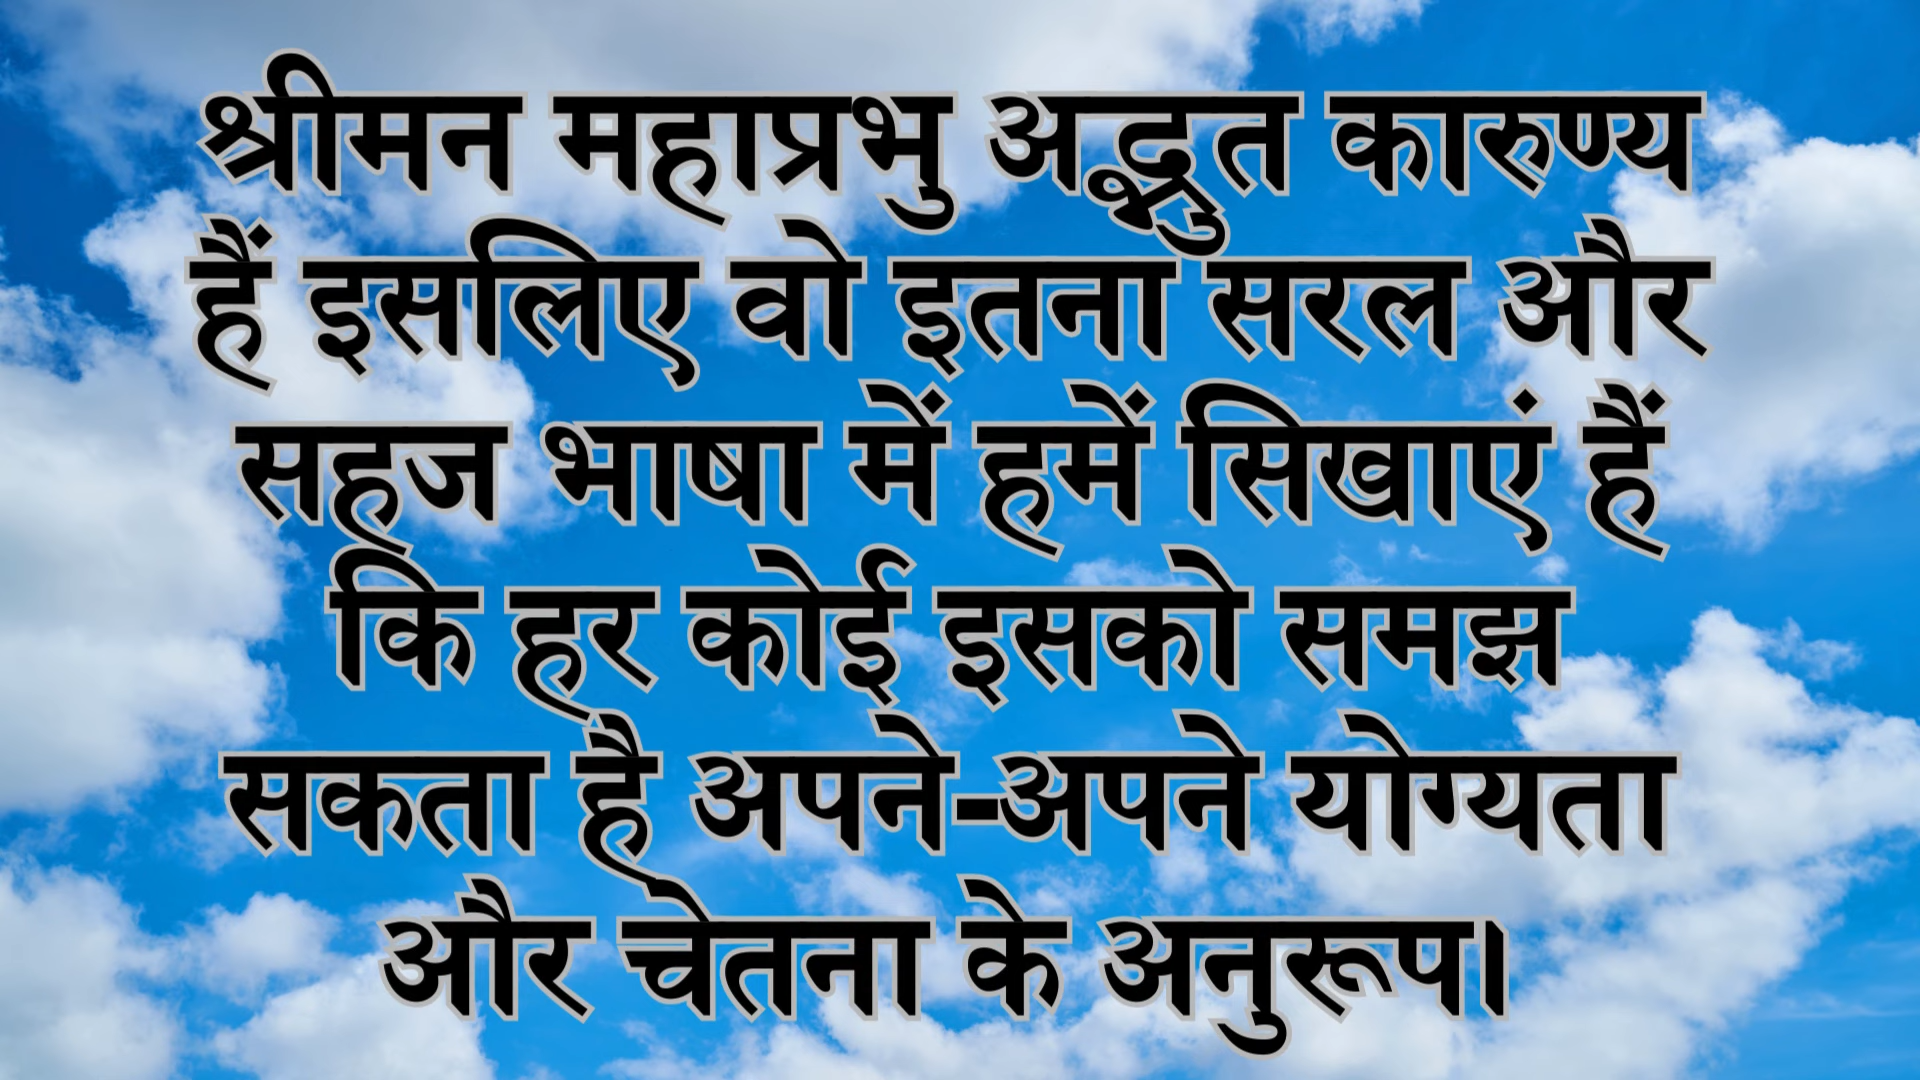 श्रीमन महाप्रभु अद्भुत कारुण्य
हैं इसलिए वो इतना सरल और
सहज भाषा में हमें सिखाएं हैं
कि हर कोई इसको समझ
सकता है अपने-अपने योग्यता
और चेतना के अनुरूप।